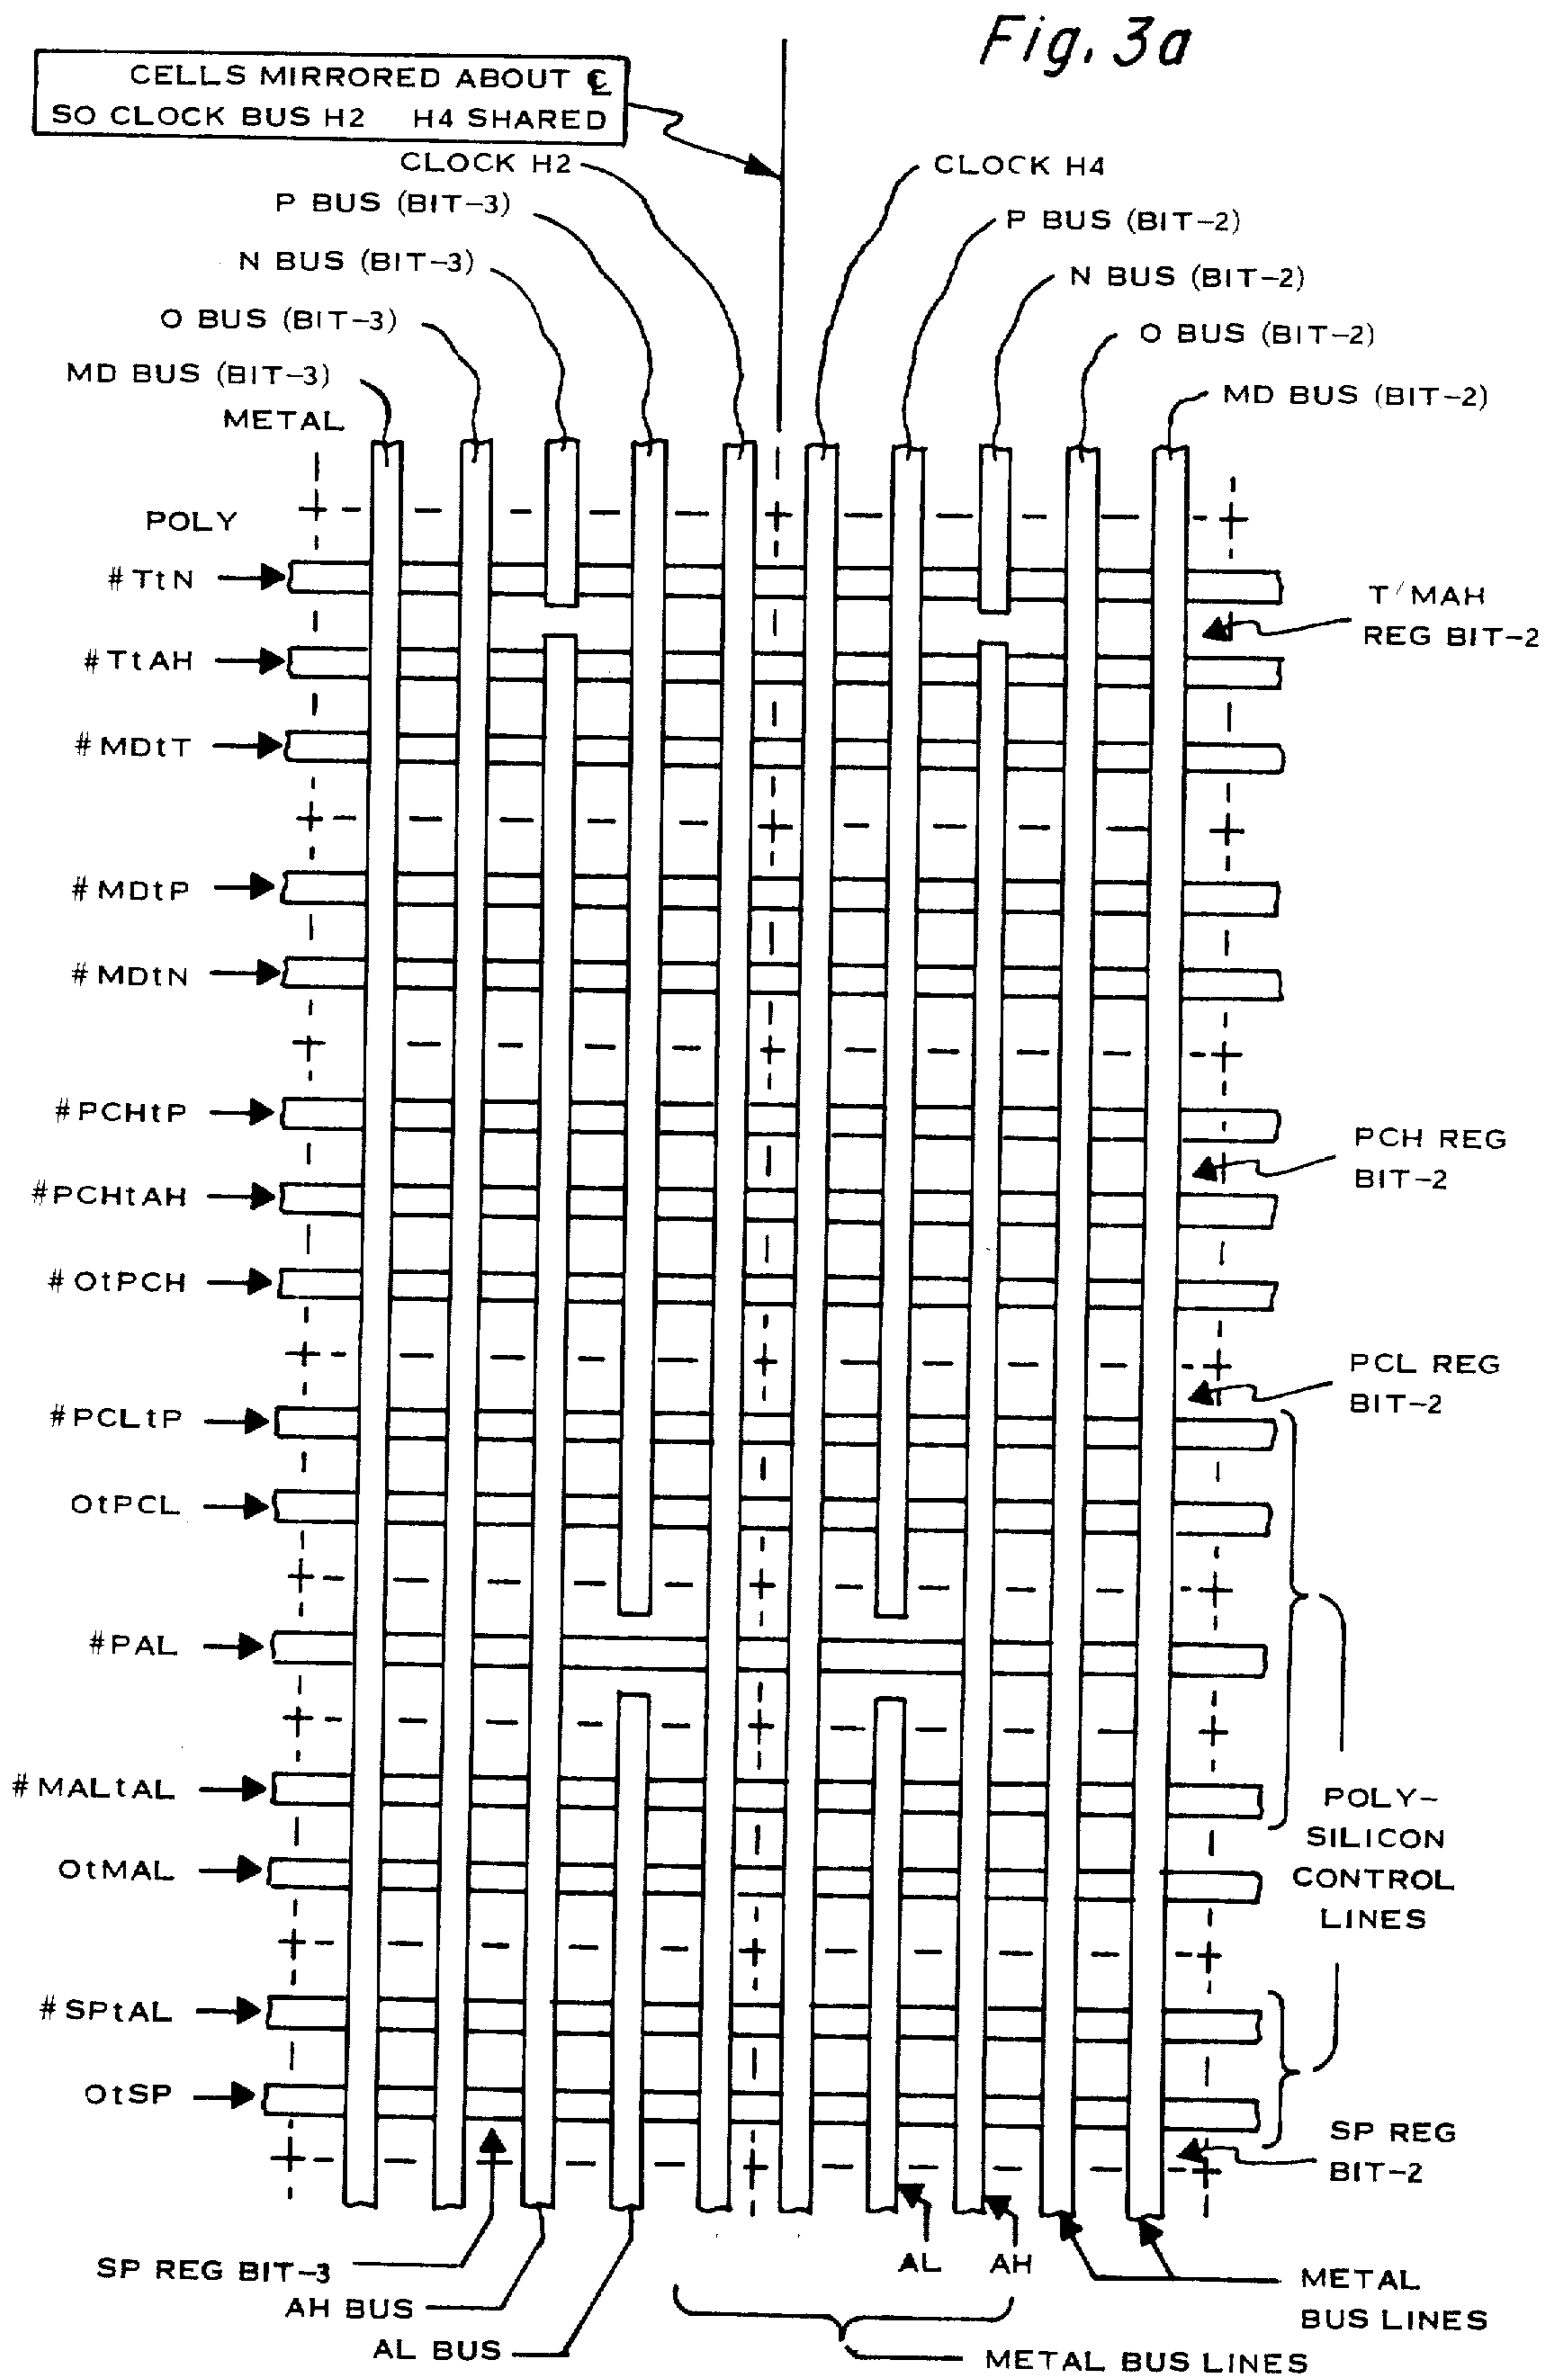 Fig. 3a
CELLS MIRRORED ABOUT ℄
SO CLOCK BUS H2 H4 SHARED
CLOCK H2
CLOCK H4
P BUS (BIT-3)
P BUS (BIT-2)
N BUS (BIT-3)
N BUS (BIT-2)
O BUS (BIT-3)
O BUS (BIT-2)
MD BUS (BIT-3)
MD BUS (BIT-2)
METAL
POLY
#TtN
T/MAH
REG BIT-2
#TtAH
#MDtT
#MDtP
#MDtN
#PCHtP
PCH REG
BIT-2
#PCHtAH
#OtPCH
PCL REG
BIT-2
#PCLtP
OtPCL
#PAL
#MALtAL
POLY-
SILICON
CONTROL
LINES
OtMAL
#SPtAL
OtSP
SP REG
BIT-2
SP REG BIT-3
AL
AH
METAL
BUS LINES
AH BUS
AL BUS
METAL BUS LINES